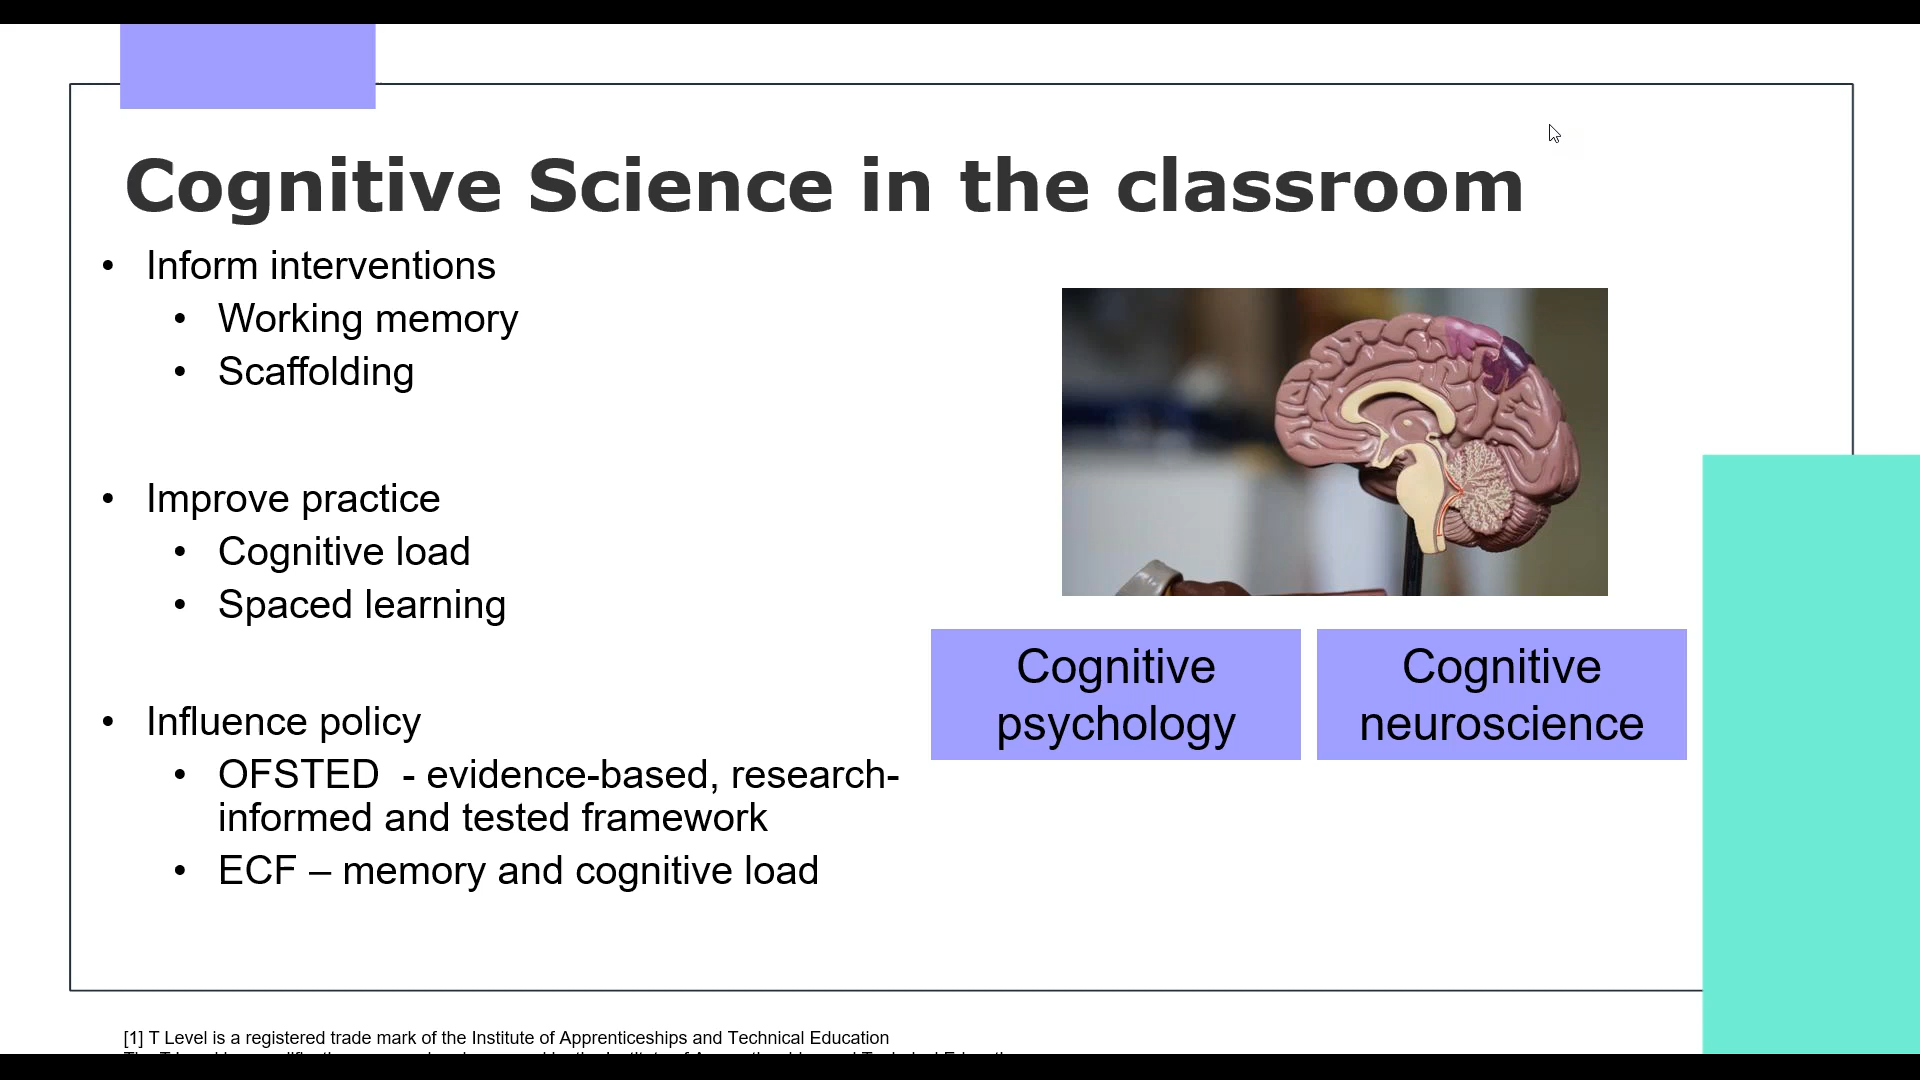 Cognitive Science in the classroom
• Inform interventions
• Working memory
• Scaffolding
• Improve practice
• Cognitive load
• Spaced learning
• Influence policy
• OFSTED - evidence-based, research-
informed and tested framework
• ECF – memory and cognitive load
Cognitive
psychology
Cognitive
neuroscience
[1] T Level is a registered trade mark of the Institute of Apprenticeships and Technical Education